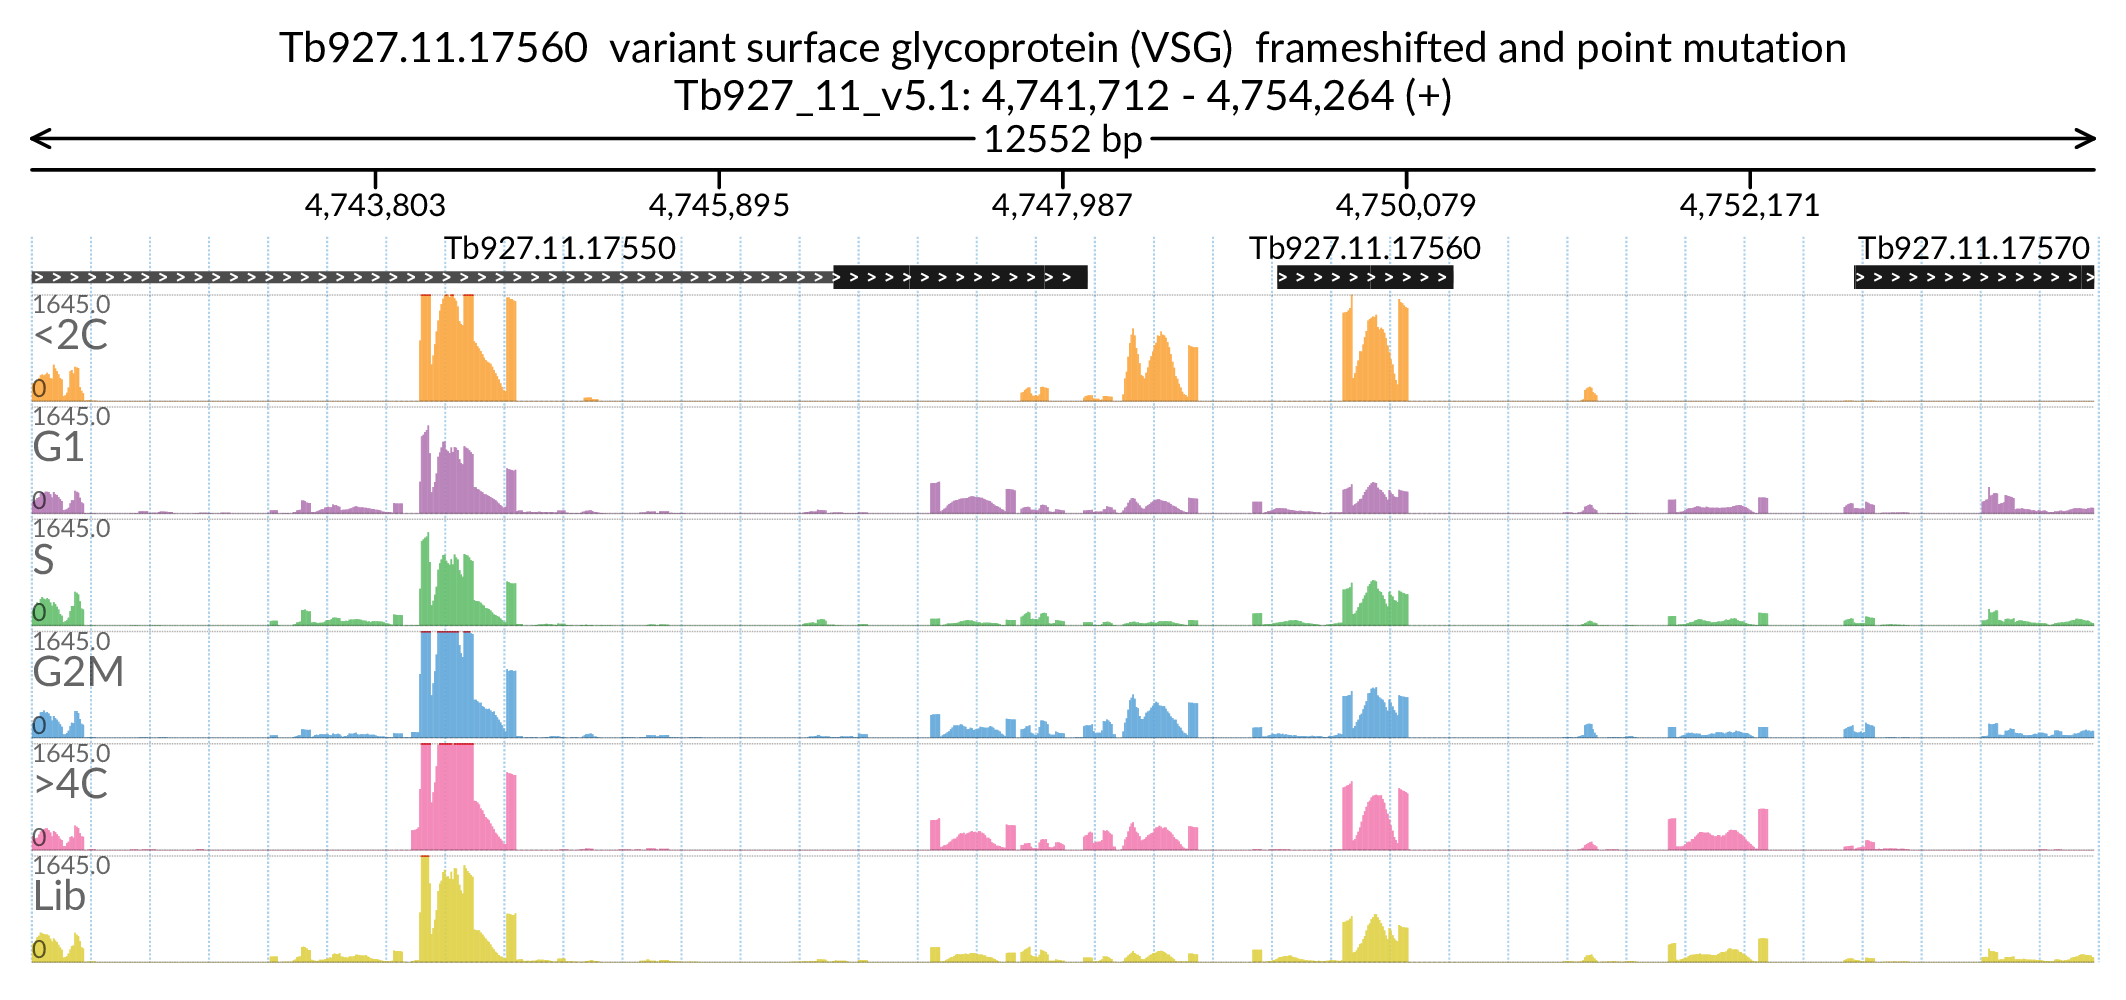 Tb927.11.17560 variant surface glycoprotein (VSG) frameshifted and point mutation
Tb927_11_v5.1: 4,741,712 - 4,754,264 (+)
12552 bp
4,743,803 4,745,895 4,747,987 4,750,079 4,752,171
Tb927.11.17550 Tb927.11.17560 Tb927.11.17570
1645.0
<2C
0
1645.0
G1
0
1645.0
S
0
1645.0
G2M
0
1645.0
>4C
0
1645.0
Lib
0